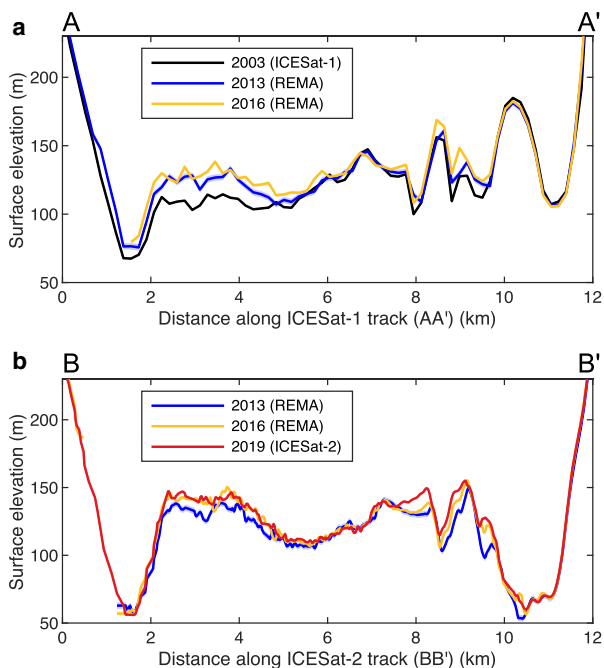 a
A
A'
2003 (ICESat-1)
2013 (REMA)
2016 (REMA)
Surface elevation (m)
200
150
100
50
0
2
4
6
8
10
12
Distance along ICESat-1 track (AA') (km)
b
B
B'
2013 (REMA)
2016 (REMA)
2019 (ICESat-2)
Surface elevation (m)
200
150
100
50
0
2
4
6
8
10
12
Distance along ICESat-2 track (BB') (km)